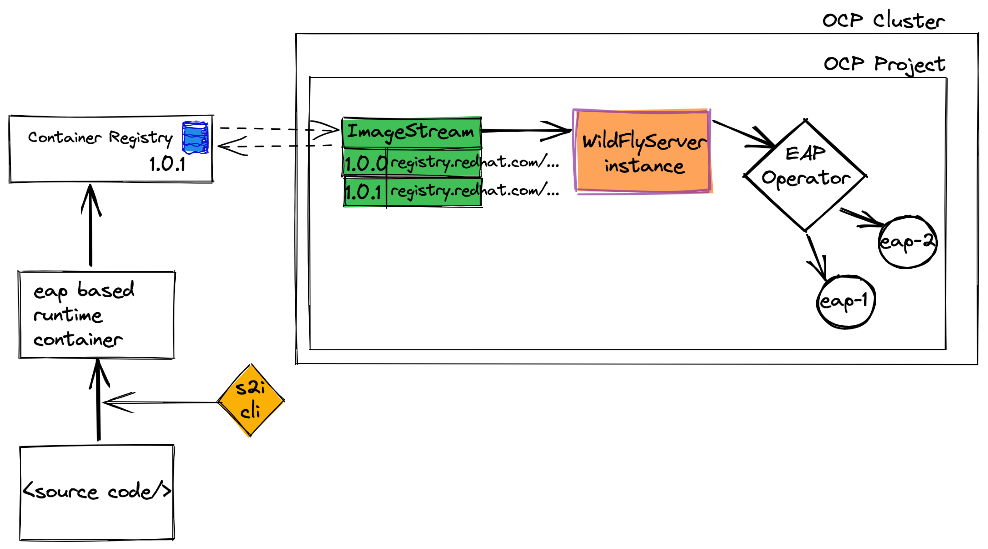 OCP Cluster
OCP Project
Container Registry
1.0.1
ImageStream
1.0.0 registry.redhat.com/...
1.0.1 registry.redhat.com/...
WildFlyServer
instance
EAP
Operator
eap-2
eap-1
eap based
runtime
container
s2i
cli
<source code/>